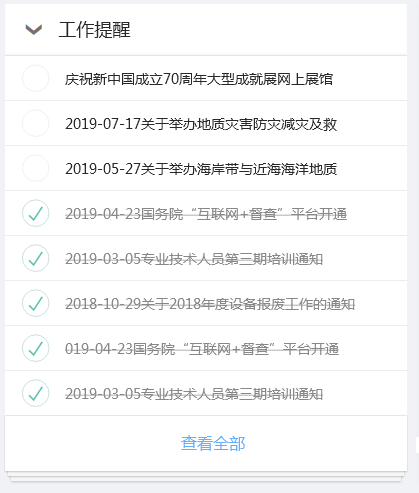 工作提醒
庆祝新中国成立70周年大型成就展网上展馆
2019-07-17关于举办地质灾害防灾减灾及救
2019-05-27关于举办海岸带与近海海洋地质
2019-04-23国务院“互联网+督查”平台开通
2019-03-05专业技术人员第三期培训通知
2018-10-29关于2018年度设备报废工作的通知
019-04-23国务院“互联网+督查”平台开通
2019-03-05专业技术人员第三期培训通知
查看全部